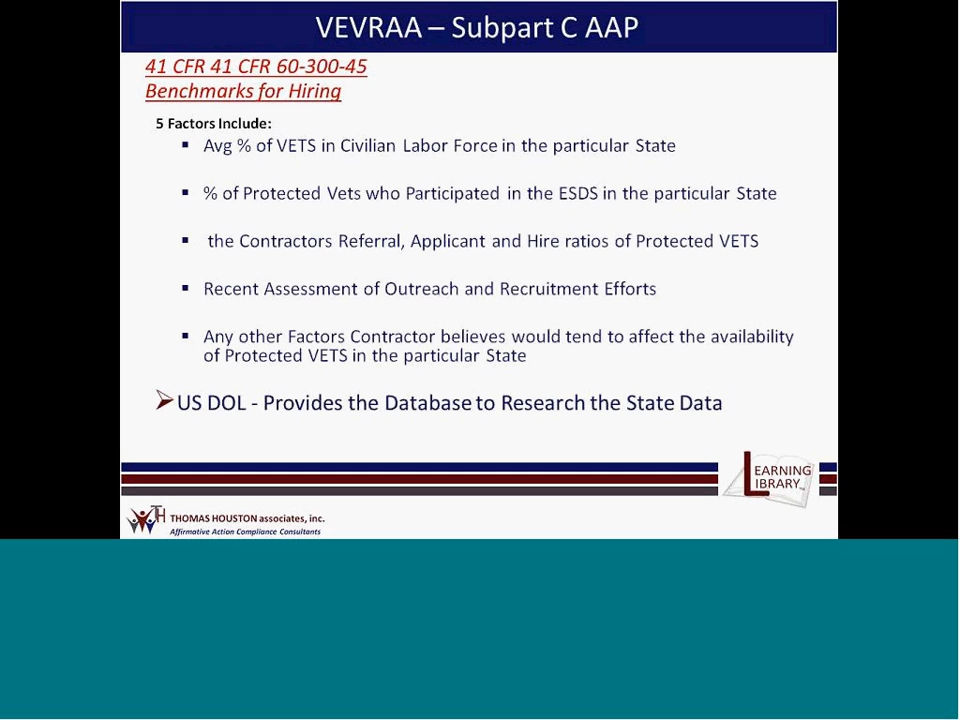 VEVRAA – Subpart C AAP
41 CFR 41 CFR 60-300-45
Benchmarks for Hiring
5 Factors Include:
▪ Avg % of VETS in Civilian Labor Force in the particular State
▪ % of Protected Vets who Participated in the ESDS in the particular State
▪ the Contractors Referral, Applicant and Hire ratios of Protected VETS
▪ Recent Assessment of Outreach and Recruitment Efforts
▪ Any other Factors Contractor believes would tend to affect the availability
of Protected VETS in the particular State
➢ US DOL - Provides the Database to Research the State Data
LEARNING
LIBRARY
TH THOMAS HOUSTON associates, inc.
Affirmative Action Compliance Consultants